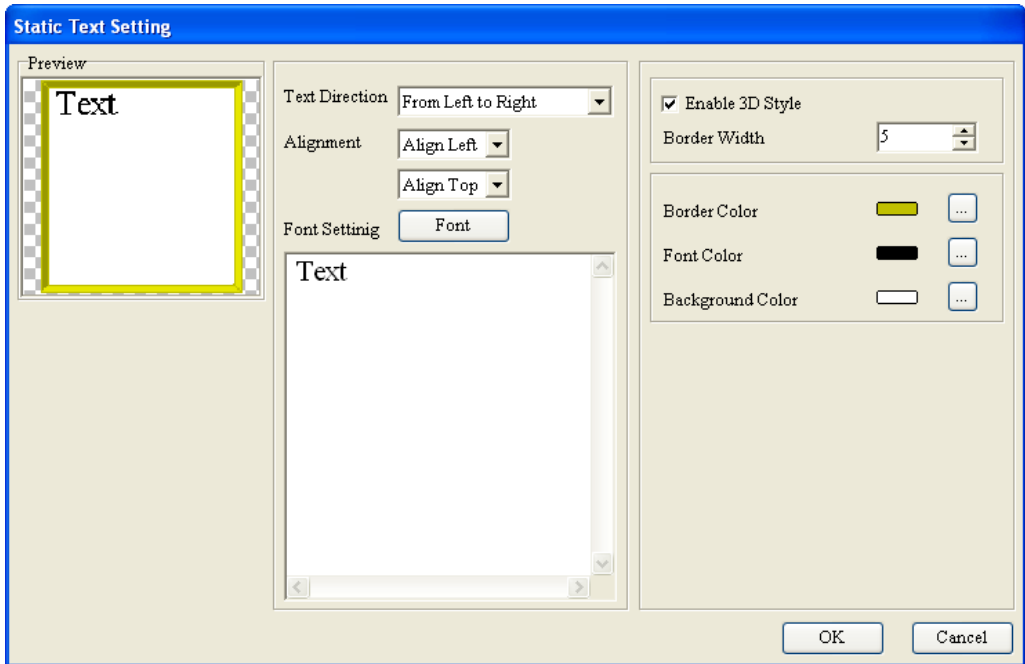 Static Text Setting
Preview
Text
Text Direction From Left to Right
Alignment Align Left
Align Top
Font Settinig Font
Text
Enable 3D Style
Border Width 5
Border Color ...
Font Color ...
Background Color ...
OK Cancel